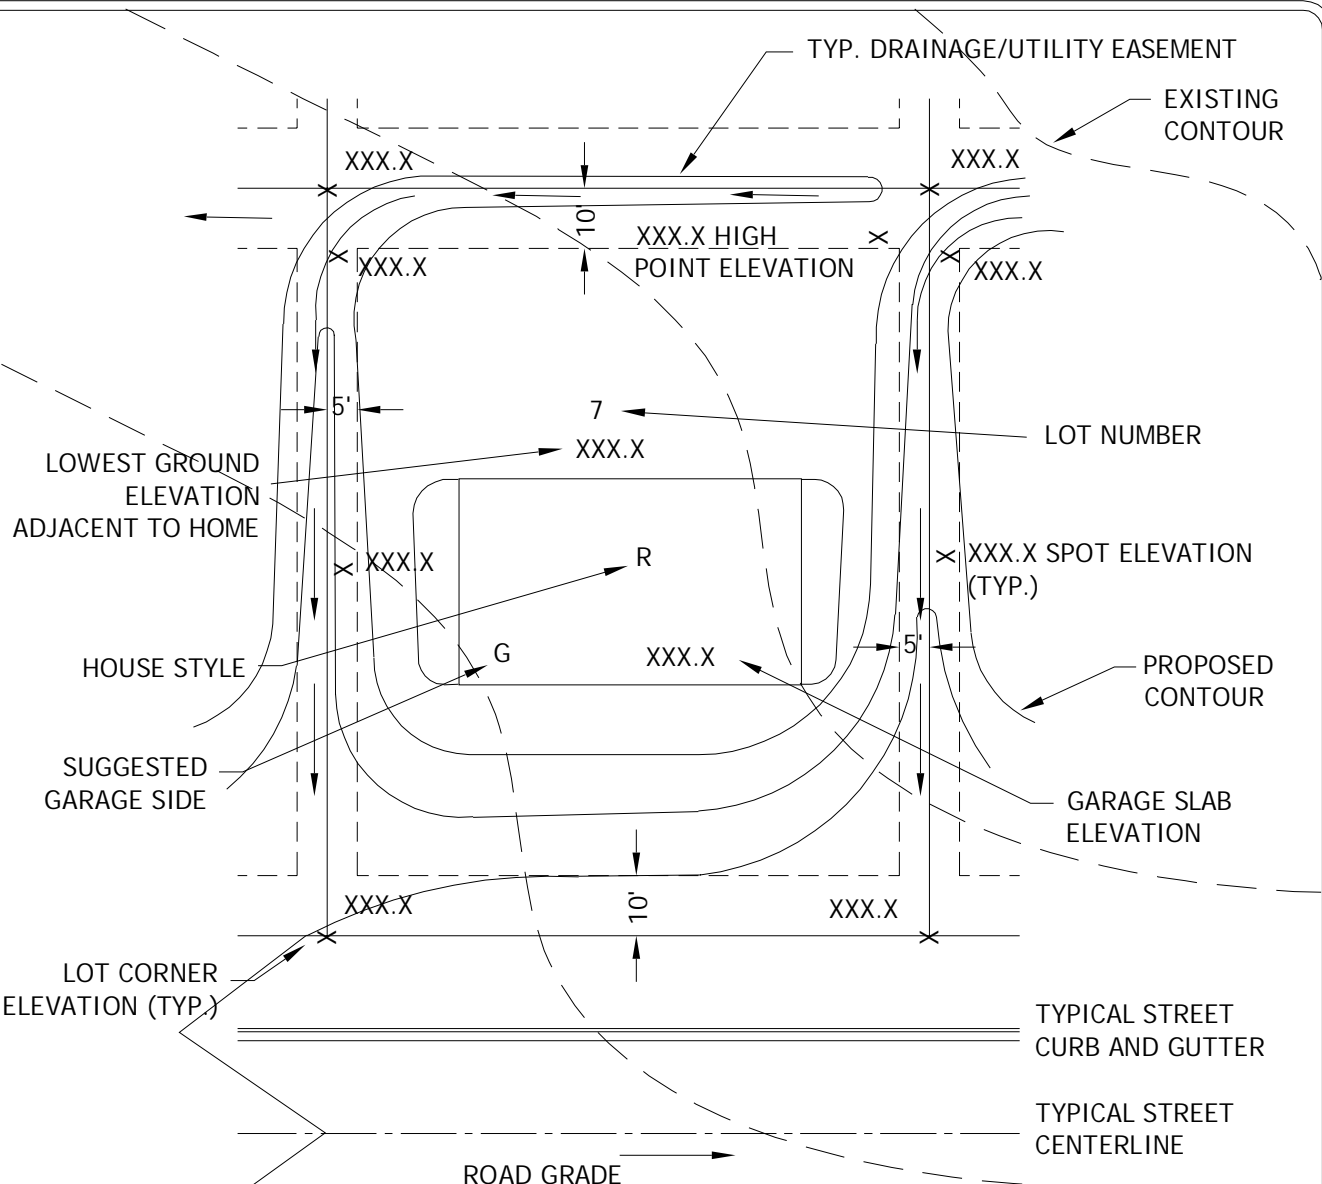 TYP. DRAINAGE/UTILITY EASEMENT
EXISTING
CONTOUR
XXX.X
XXX.X
10'
XXX.X HIGH
POINT ELEVATION
XXX.X
XXX.X
5'
7
LOT NUMBER
XXX.X
LOWEST GROUND
ELEVATION
ADJACENT TO HOME
XXX.X
R
XXX.X SPOT ELEVATION
(TYP.)
HOUSE STYLE
G
XXX.X
5'
PROPOSED
CONTOUR
SUGGESTED
GARAGE SIDE
GARAGE SLAB
ELEVATION
XXX.X
10'
XXX.X
LOT CORNER
ELEVATION (TYP.)
TYPICAL STREET
CURB AND GUTTER
TYPICAL STREET
CENTERLINE
ROAD GRADE